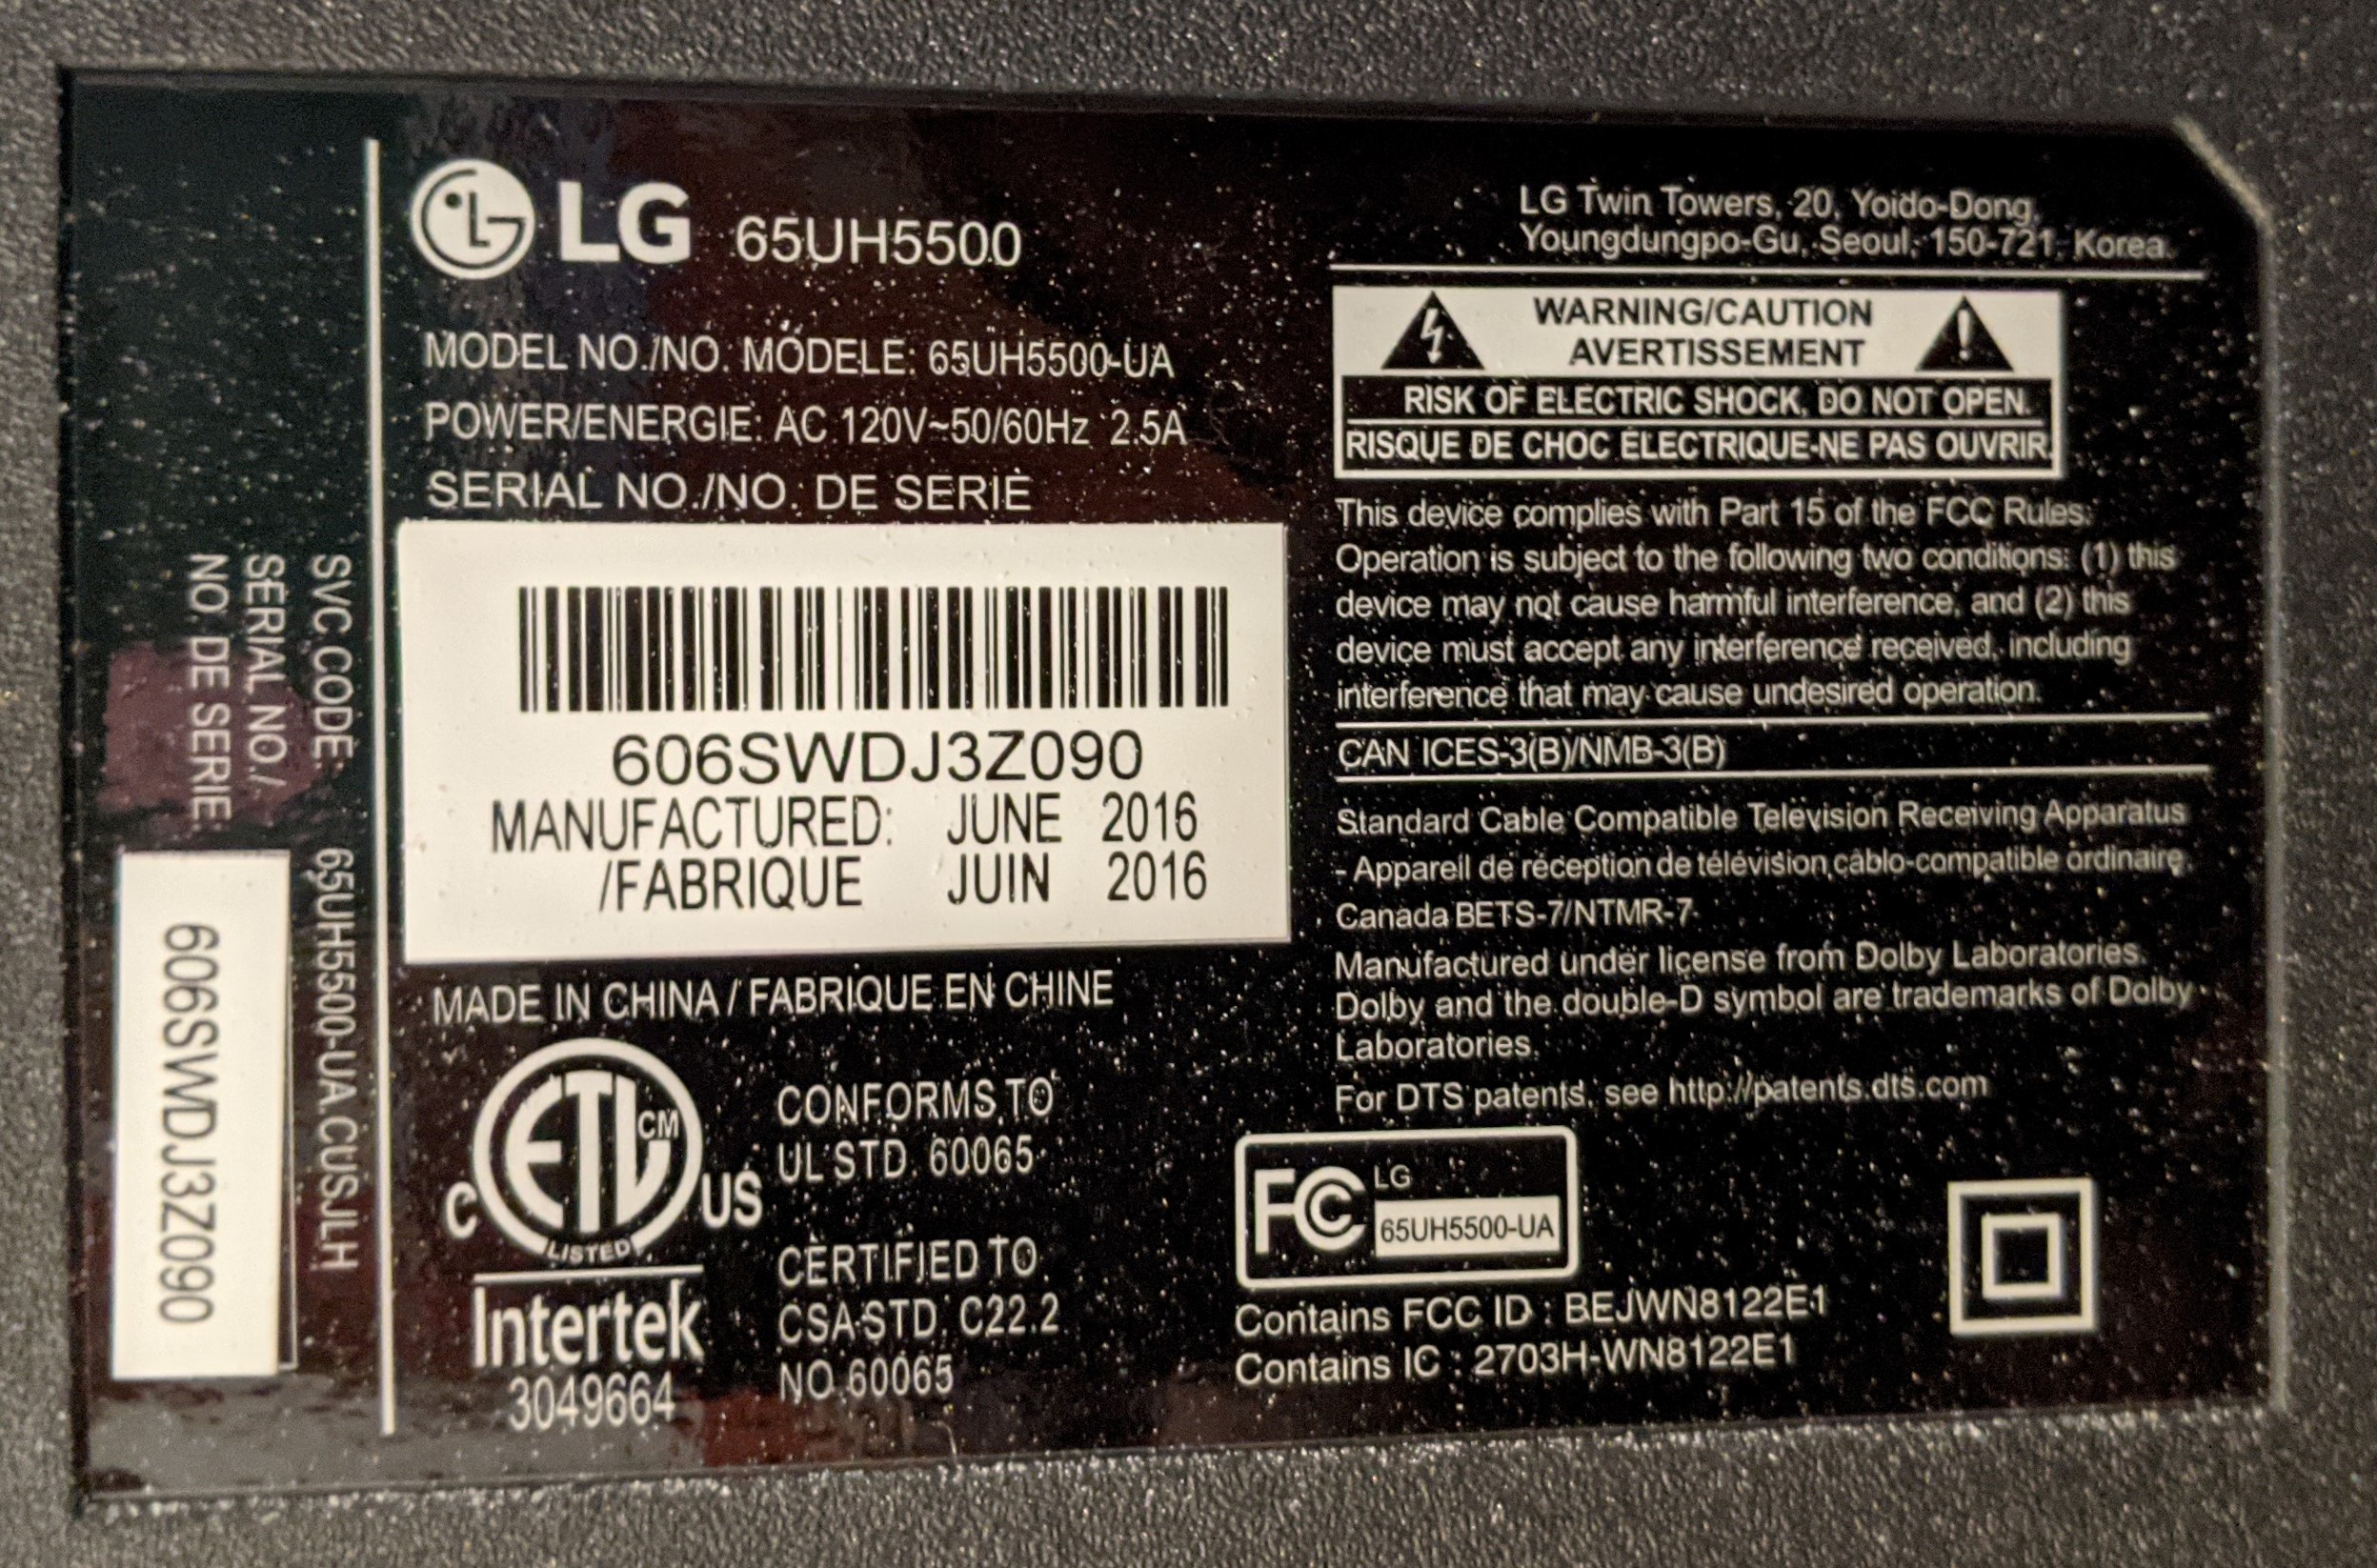 LG 65UH5500
MODEL NO./NO. MODELE: 65UH5500-UA
POWER/ENERGIE: AC 120V~50/60Hz 2.5A
SERIAL NO./NO. DE SERIE
606SWDJ3Z090
MANUFACTURED: JUNE 2016
/FABRIQUE JUIN 2016
MADE IN CHINA / FABRIQUE EN CHINE
ETL CM
LISTED
C US
Intertek
3049664
CONFORMS TO
UL STD. 60065
CERTIFIED TO
CSA STD. C22.2
NO.60065
LG Twin Towers, 20, Yoido-Dong,
Youngdungpo-Gu, Seoul, 150-721, Korea.
WARNING/CAUTION
AVERTISSEMENT
RISK OF ELECTRIC SHOCK, DO NOT OPEN.
RISQUE DE CHOC ELECTRIQUE-NE PAS OUVRIR.
This device complies with Part 15 of the FCC Rules.
Operation is subject to the following two conditions: (1) this
device may not cause harmful interference, and (2) this
device must accept any interference received, including
interference that may cause undesired operation.
CAN ICES-3(B)/NMB-3(B)
Standard Cable Compatible Television Receiving Apparatus
- Appareil de réception de télévision, câblo-compatible ordinaire,
Canada BETS-7/NTMR-7
Manufactured under license from Dolby Laboratories.
Dolby and the double-D symbol are trademarks of Dolby
Laboratories.
For DTS patents, see http://patents.dts.com
FC LG
65UH5500-UA
Contains FCC ID : BEJWN8122E1
Contains IC : 2703H-WN8122E1
SVC CODE: 65UH5500-UA.CUSJLH
SERIAL NO./
NO. DE SERIE
606SWDJ3Z090